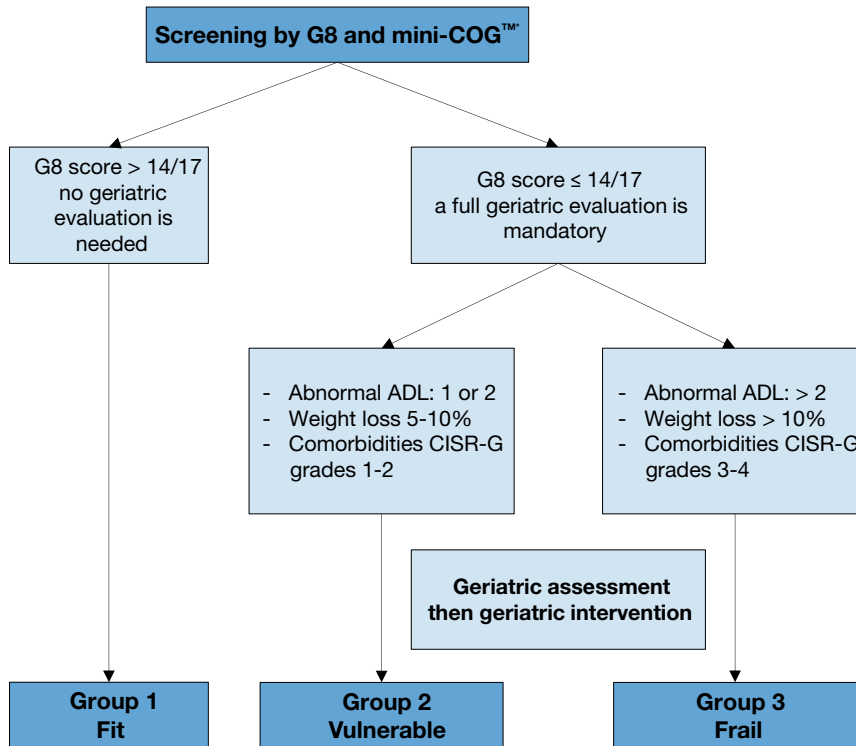 Screening by G8 and mini-COG™*
G8 score > 14/17
no geriatric
evaluation is
needed
G8 score ≤ 14/17
a full geriatric evaluation is
mandatory
- Abnormal ADL: 1 or 2
- Weight loss 5-10%
- Comorbidities CISR-G
grades 1-2
- Abnormal ADL: > 2
- Weight loss > 10%
- Comorbidities CISR-G
grades 3-4
Geriatric assessment
then geriatric intervention
Group 1
Fit
Group 2
Vulnerable
Group 3
Frail